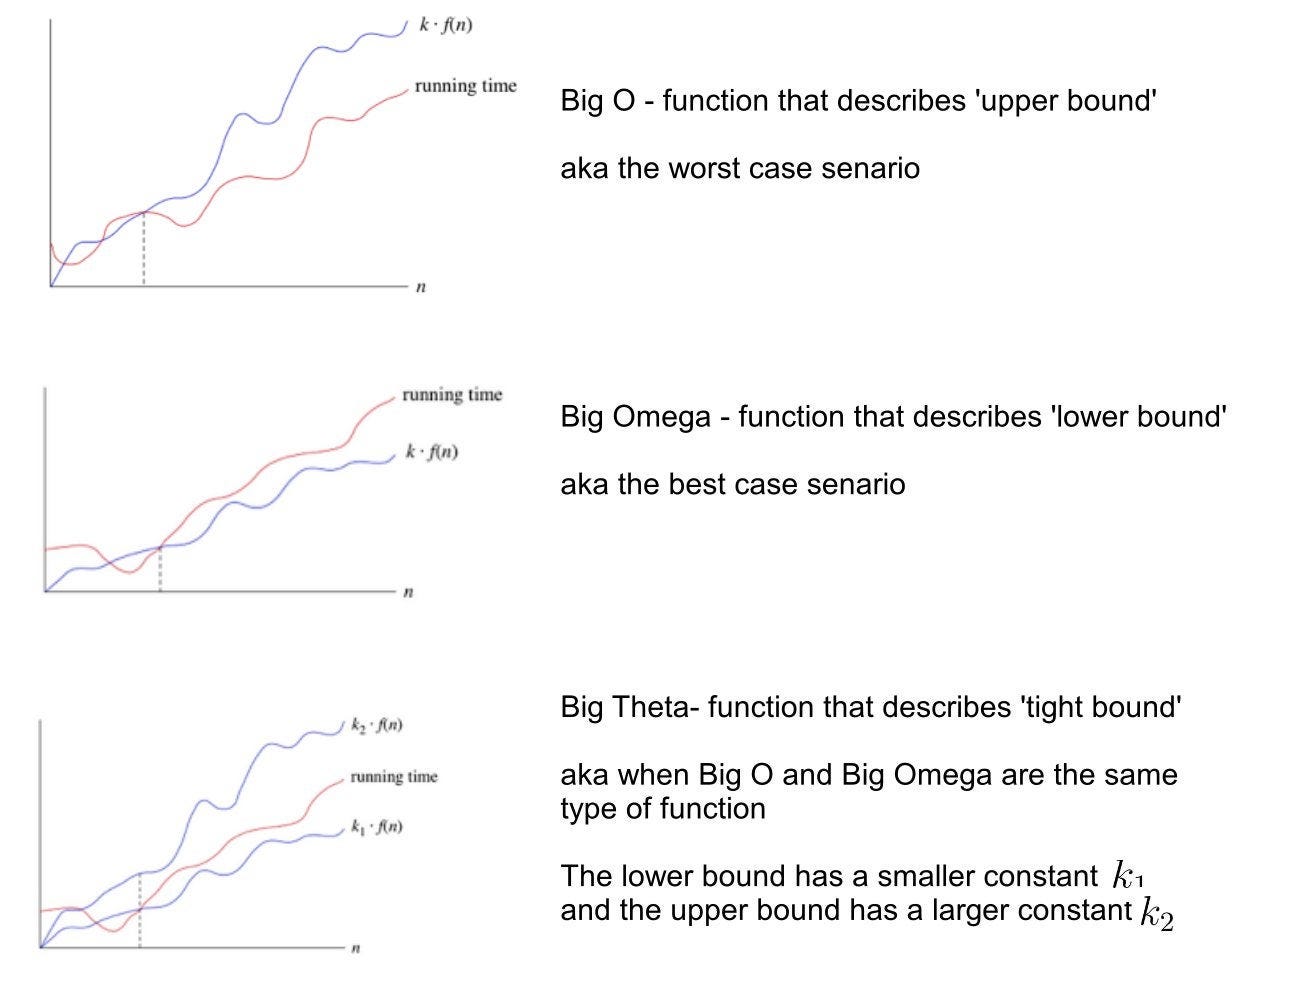 k · f(n)
running time
n
Big O - function that describes 'upper bound'
aka the worst case senario
running time
k · f(n)
n
Big Omega - function that describes 'lower bound'
aka the best case senario
k₂ · f(n)
running time
k₁ · f(n)
n
Big Theta- function that describes 'tight bound'
aka when Big O and Big Omega are the same
type of function
The lower bound has a smaller constant k₁
and the upper bound has a larger constant k₂